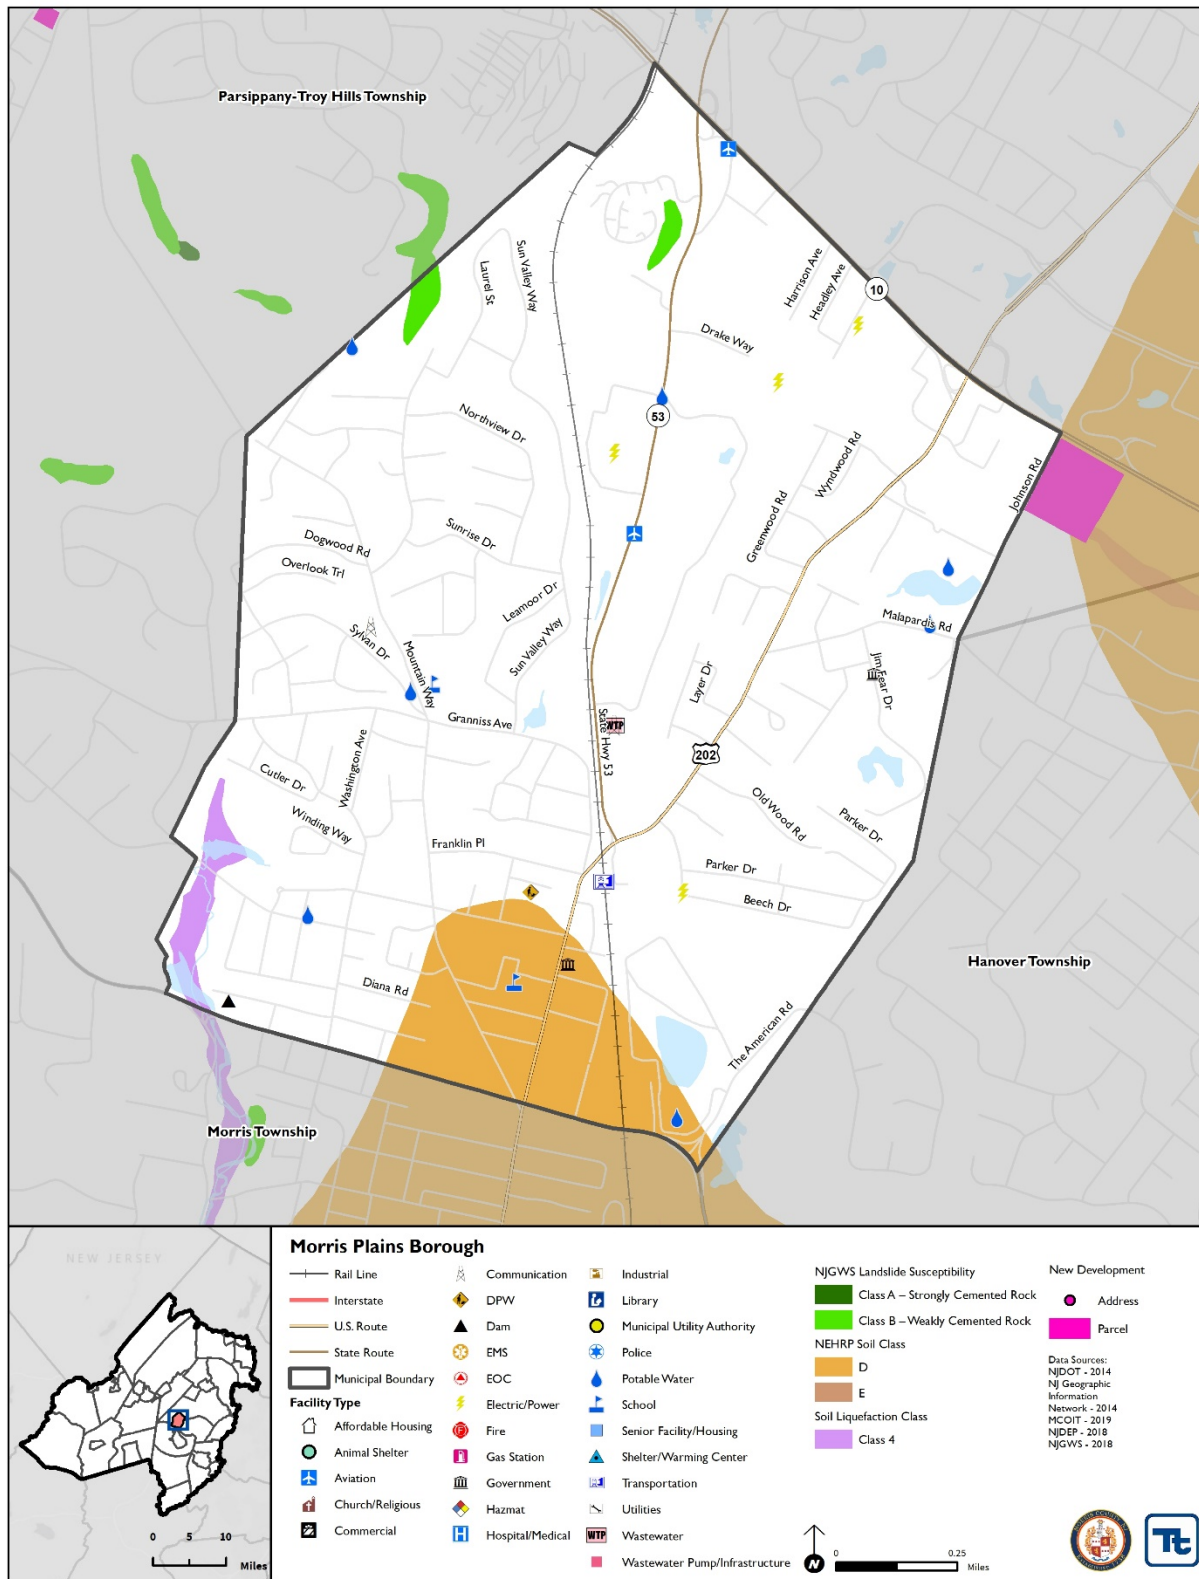 Parsippany-Troy Hills Township
Sun Valley Way
Laurel St
Harrison Ave
Headley Ave
10
Drake Way
53
Northview Dr
Wyndwood Rd
Greenwood Rd
Johnson Rd
Sunrise Dr
Dogwood Rd
Overlook Trl
Leamoor Dr
Sun Valley Way
Sylvan Dr
Mountain Way
Malapardis Rd
Jim Fear Dr
Layer Dr
Granniss Ave
State Hwy 53
WTP
202
Washington Ave
Cutler Dr
Winding Way
Old Wood Rd
Parker Dr
Franklin Pl
Parker Dr
Beech Dr
Hanover Township
Diana Rd
The American Rd
Morris Township
NEW JERSEY
0 5 10
Miles
Morris Plains Borough
Rail Line
Interstate
U.S. Route
State Route
Municipal Boundary
Facility Type
Affordable Housing
Animal Shelter
Aviation
Church/Religious
Commercial
Communication
DPW
Dam
EMS
EOC
Electric/Power
Fire
Gas Station
Government
Hazmat
Hospital/Medical
Industrial
Library
Municipal Utility Authority
Police
Potable Water
School
Senior Facility/Housing
Shelter/Warming Center
Transportation
Utilities
WTP Wastewater
Wastewater Pump/Infrastructure
NJGWS Landslide Susceptibility
Class A – Strongly Cemented Rock
Class B – Weakly Cemented Rock
NEHRP Soil Class
D
E
Soil Liquefaction Class
Class 4
New Development
Address
Parcel
Data Sources:
NJDOT - 2014
NJ Geographic
Information
Network - 2014
MCOIT - 2019
NJDEP - 2018
NJGWS - 2018
N
0 0.25
Miles
Tt